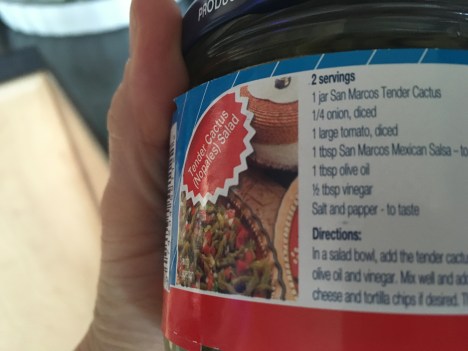 PRODU
Tender Cactus
(Nopales) Salad
2 servings
1 jar San Marcos Tender Cactus
1/4 onion, diced
1 large tomato, diced
1 tbsp San Marcos Mexican Salsa - to
1 tbsp olive oil
½ tbsp vinegar
Salt and papper - to taste
Directions:
In a salad bowl, add the tender cactu
olive oil and vinegar. Mix well and ad
cheese and tortilla chips if desired. T